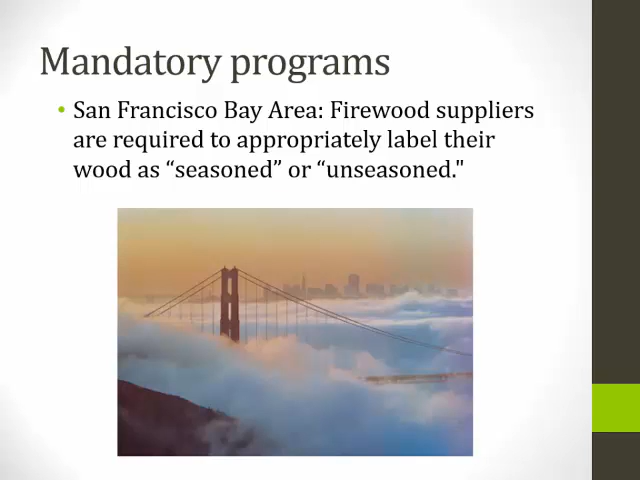 Mandatory programs
• San Francisco Bay Area: Firewood suppliers
are required to appropriately label their
wood as “seasoned” or “unseasoned."